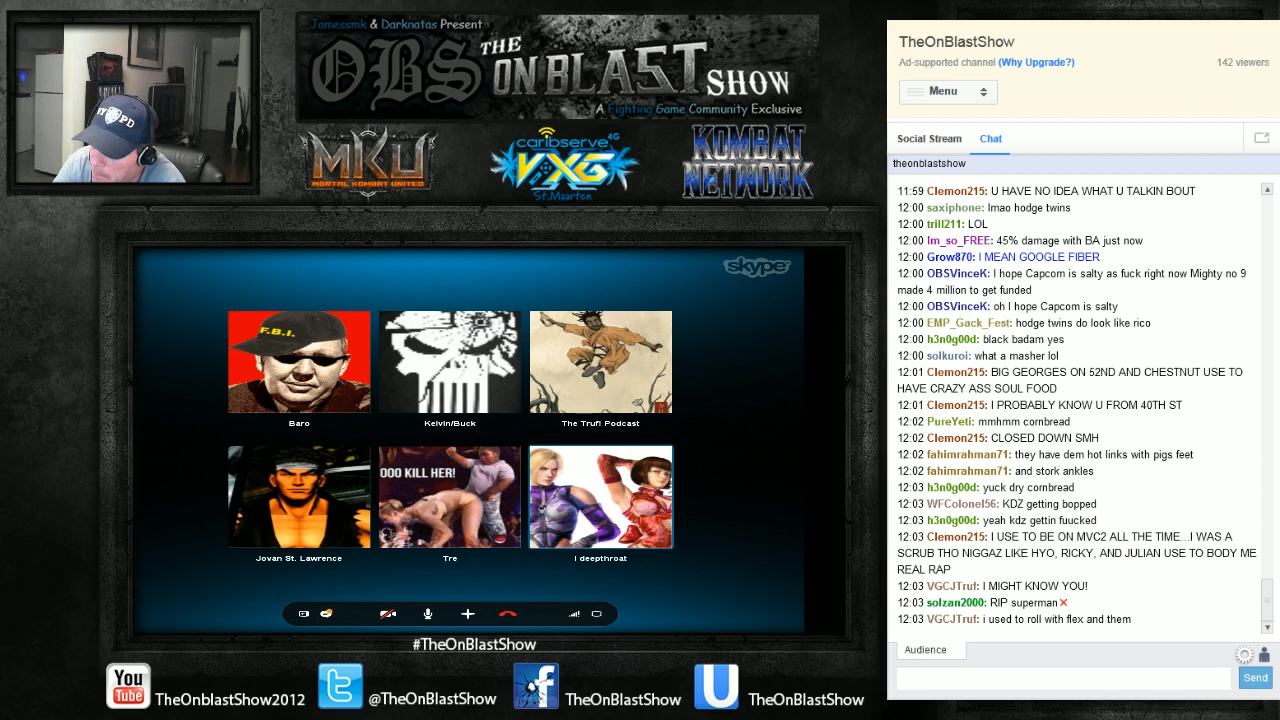 Jamessmk & Darknatas Present
OBS THE ON BLAST SHOW
A Fighting Game Community Exclusive
MKU
MORTAL KOMBAT UNITED
caribserve 4G
VXG
St.Maarten
KOMBAT
NETWORK
NYPD
skype
F.B.I.
Baro
Kelvin/Buck
The Truf! Podcast
OOO KILL HER!
Jovan St. Lawrence
Tre
I deepthroat
#TheOnBlastShow
You
Tube
TheOnblastShow2012
t
@TheOnBlastShow
f
TheOnBlastShow
U
TheOnBlastShow
TheOnBlastShow
Ad-supported channel (Why Upgrade?)
142 viewers
Menu
Social Stream
Chat
theonblastshow
11:59 Clemon215: U HAVE NO IDEA WHAT U TALKIN BOUT
12:00 saxiphone: lmao hodge twins
12:00 trill211: LOL
12:00 Im_so_FREE: 45% damage with BA just now
12:00 Grow870: I MEAN GOOGLE FIBER
12:00 OBSVinceK: I hope Capcom is salty as fuck right now Mighty no 9
made 4 million to get funded
12:00 OBSVinceK: oh I hope Capcom is salty
12:00 EMP_Gack_Fest: hodge twins do look like rico
12:00 h3n0g00d: black badam yes
12:00 solkuroi: what a masher lol
12:01 Clemon215: BIG GEORGES ON 52ND AND CHESTNUT USE TO
HAVE CRAZY ASS SOUL FOOD
12:01 Clemon215: I PROBABLY KNOW U FROM 40TH ST
12:02 PureYeti: mmhmm cornbread
12:02 Clemon215: CLOSED DOWN SMH
12:02 fahimrahman71: they have dem hot links with pigs feet
12:02 fahimrahman71: and stork ankles
12:03 h3n0g00d: yuck dry cornbread
12:03 WFColonel56: KDZ getting bopped
12:03 h3n0g00d: yeah kdz gettin fuucked
12:03 Clemon215: I USE TO BE ON MVC2 ALL THE TIME...I WAS A
SCRUB THO NIGGAZ LIKE HYO, RICKY, AND JULIAN USE TO BODY ME
REAL RAP
12:03 VGCJTruf: I MIGHT KNOW YOU!
12:03 solzan2000: RIP superman
12:03 VGCJTruf: i used to roll with flex and them
Audience
Send